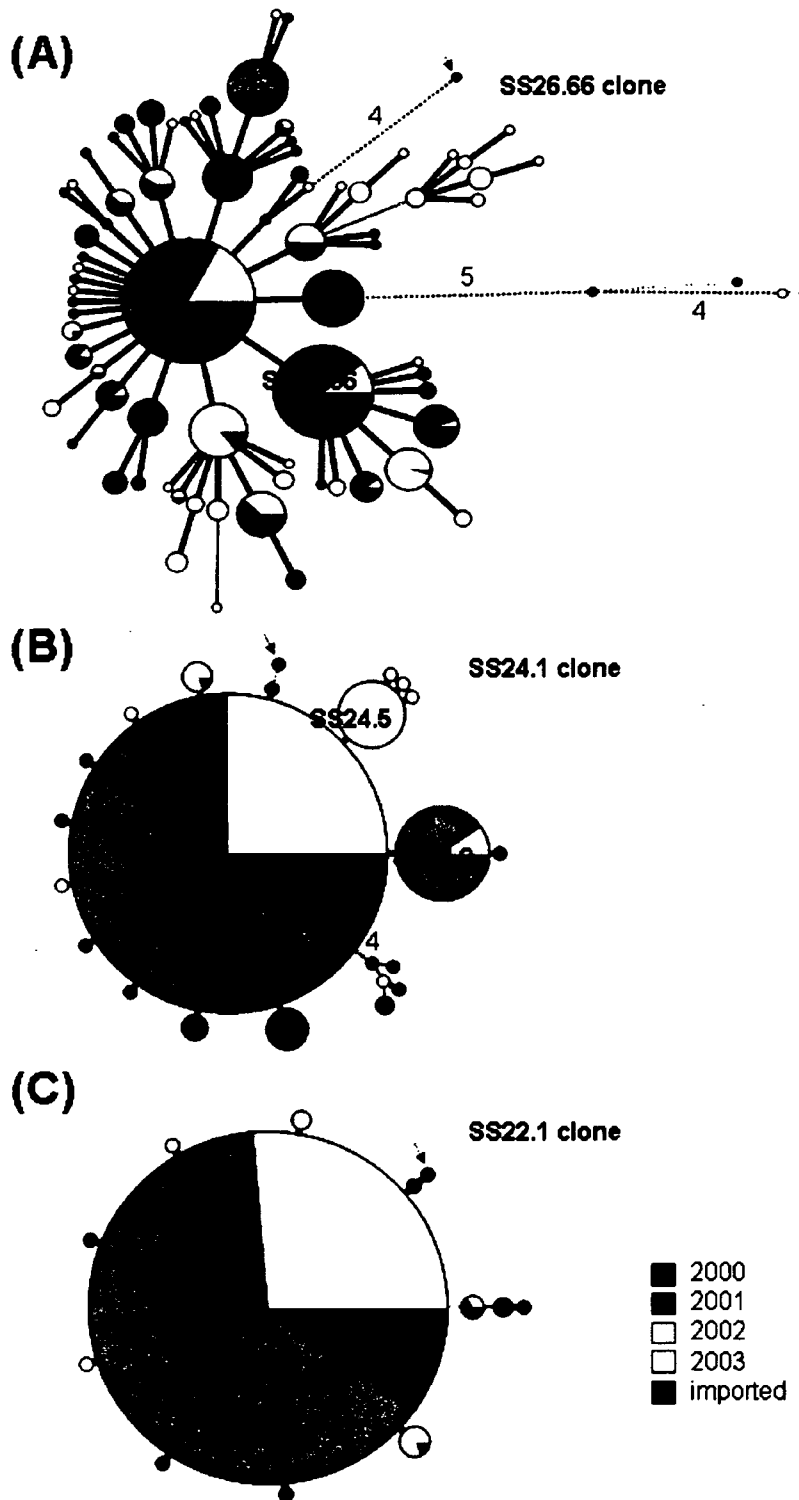 (A)
SS26.66 clone
4
5
4
(B)
SS24.1 clone
SS24.5
4
(C)
SS22.1 clone
2000
2001
2002
2003
imported